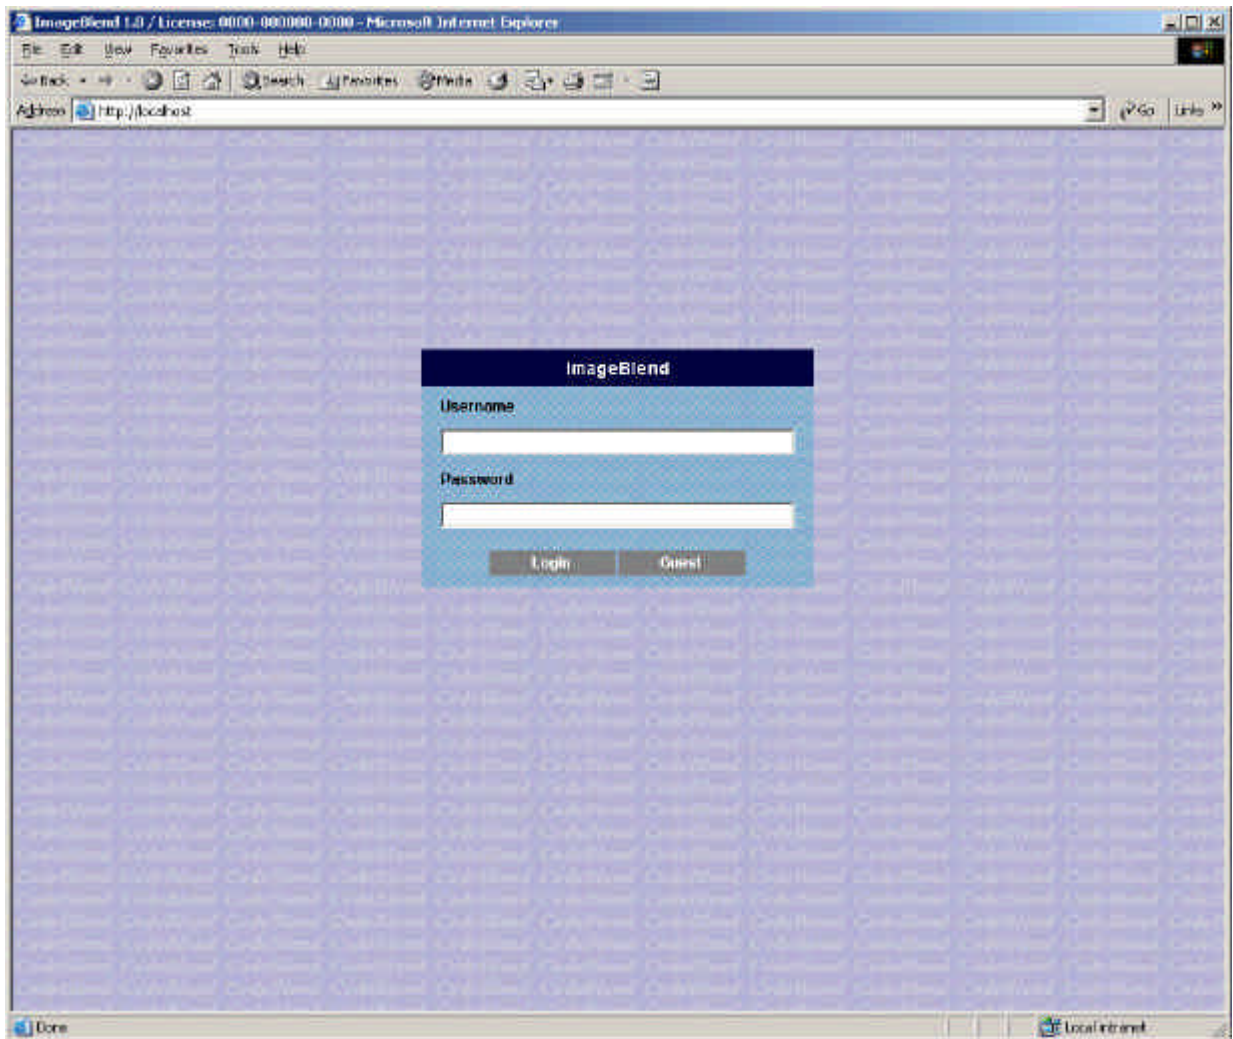 ImageBlend 1.0 / License: 0000-000000-0000 - Microsoft Internet Explorer
File Edit View Favorites Tools Help
Back Search Favorites Media
Address http://localhost Go Links »
ImageBlend
Username
Password
Login Guest
Done Local intranet